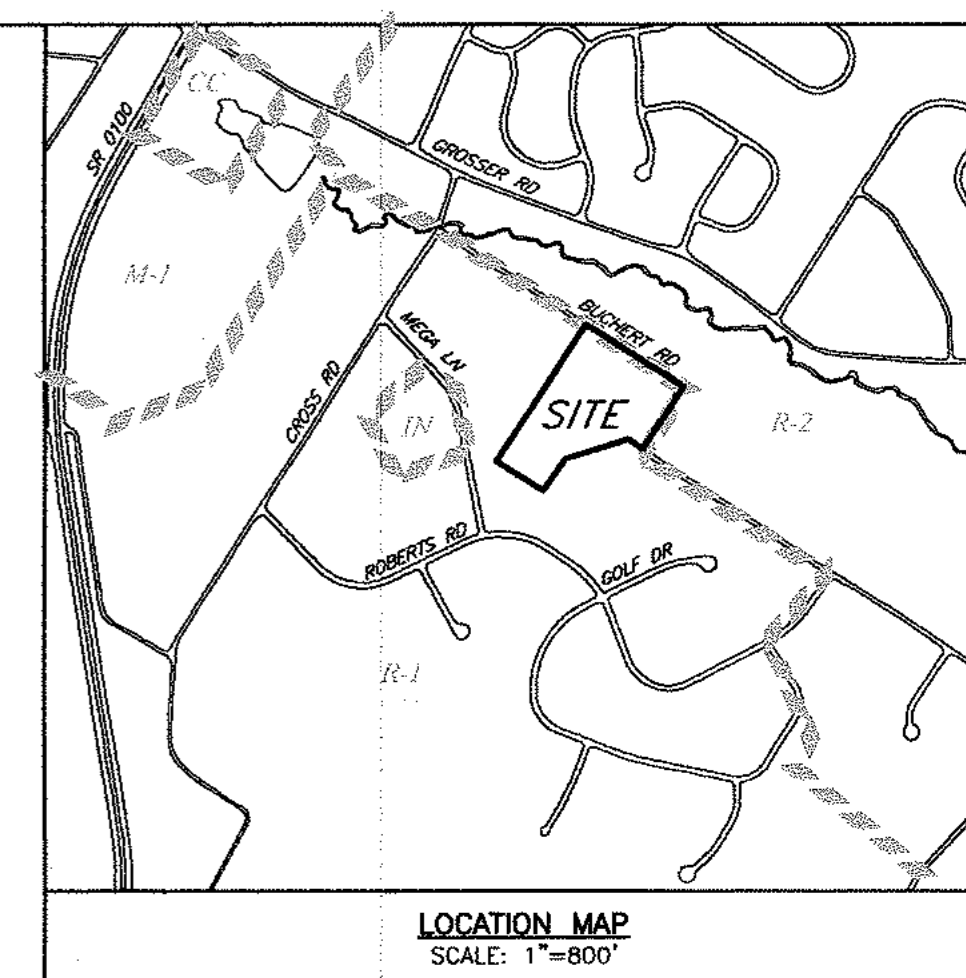 CC
SR 0100
GROSSER RD
M-1
BUCHERT RD
MEGA LN
CROSS RD
SITE
IN
R-2
ROBERTS RD
GOLF DR
R-1
LOCATION MAP
SCALE: 1"=800'